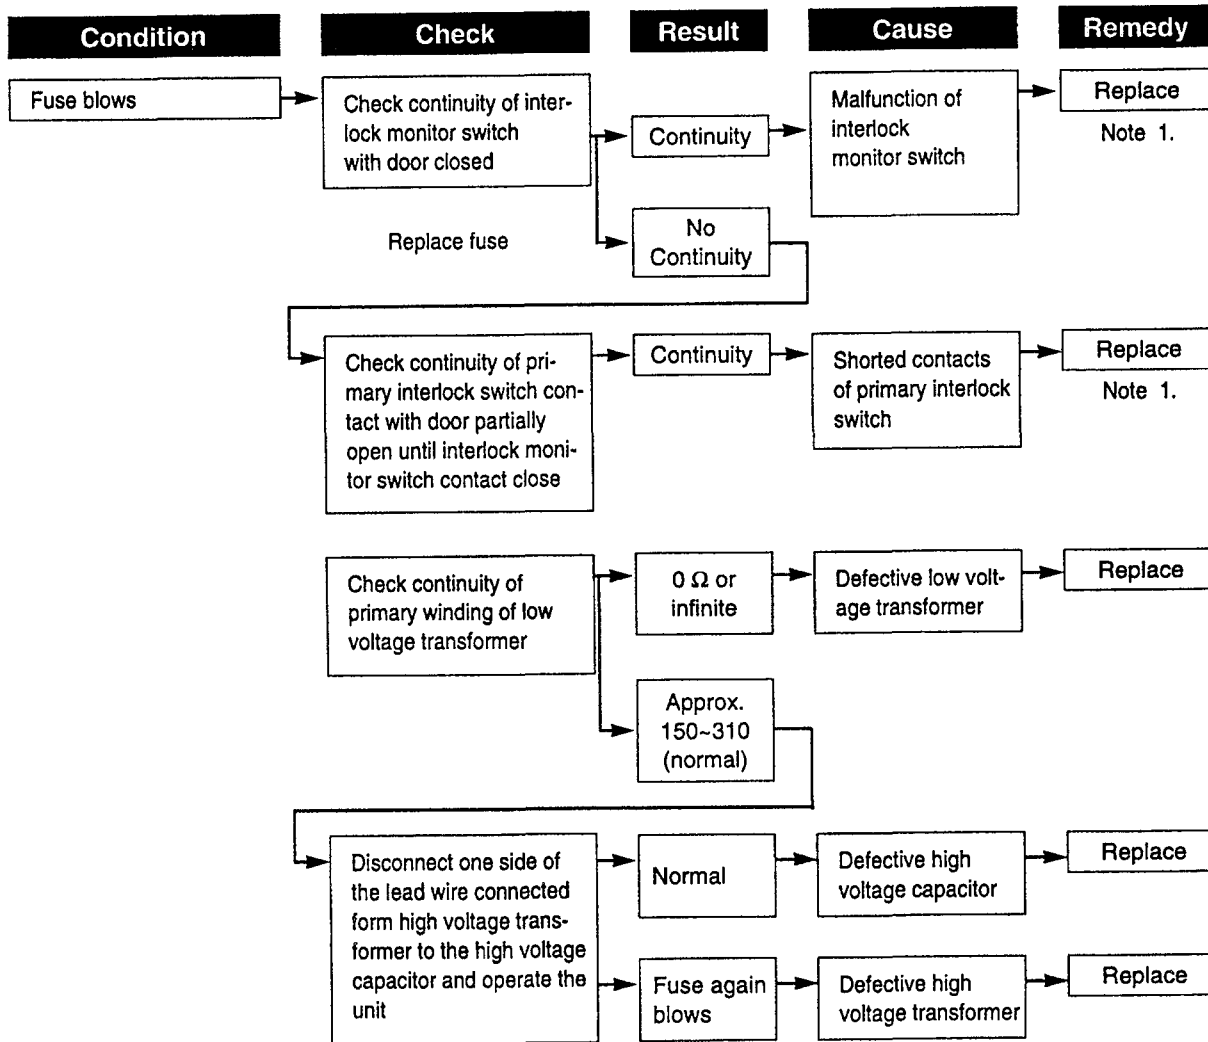 Condition
Check
Result
Cause
Remedy
Fuse blows
Check continuity of inter-
lock monitor switch
with door closed
Continuity
Malfunction of
interlock
monitor switch
Replace
Note 1.
Replace fuse
No
Continuity
Check continuity of pri-
mary interlock switch con-
tact with door partially
open until interlock moni-
tor switch contact close
Continuity
Shorted contacts
of primary interlock
switch
Replace
Note 1.
Check continuity of
primary winding of low
voltage transformer
0 Ω or
infinite
Defective low volt-
age transformer
Replace
Approx.
150~310
(normal)
Disconnect one side of
the lead wire connected
form high voltage trans-
former to the high voltage
capacitor and operate the
unit
Normal
Defective high
voltage capacitor
Replace
Fuse again
blows
Defective high
voltage transformer
Replace